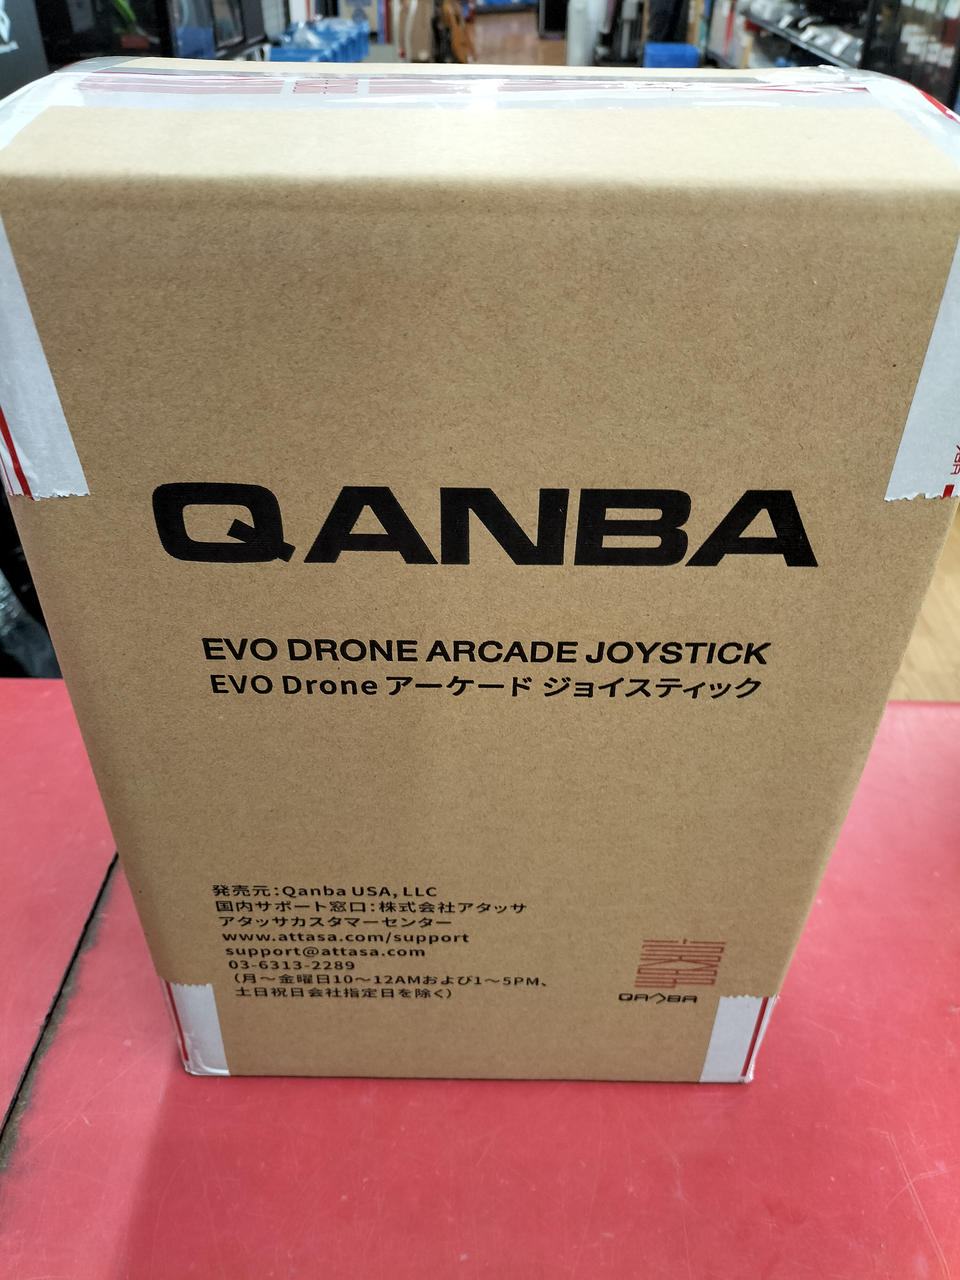 QANBA
EVO DRONE ARCADE JOYSTICK
EVO Drone アーケード ジョイスティック
発売元：Qanba USA, LLC
国内サポート窓口：株式会社アタッサ
アタッサカスタマーセンター
www.attasa.com/support
support@attasa.com
03-6313-2289
（月～金曜日10～12AMおよび1～5PM、
土日祝日会社指定日を除く）
QANBA